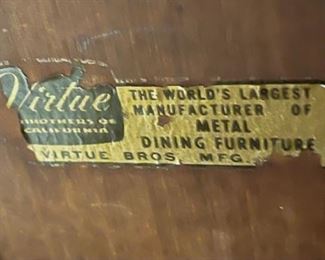 Virtue
BROTHERS OF
CALIFORNIA
THE WORLD'S LARGEST
MANUFACTURER OF
METAL
DINING FURNITURE
VIRTUE BROS. MFG.